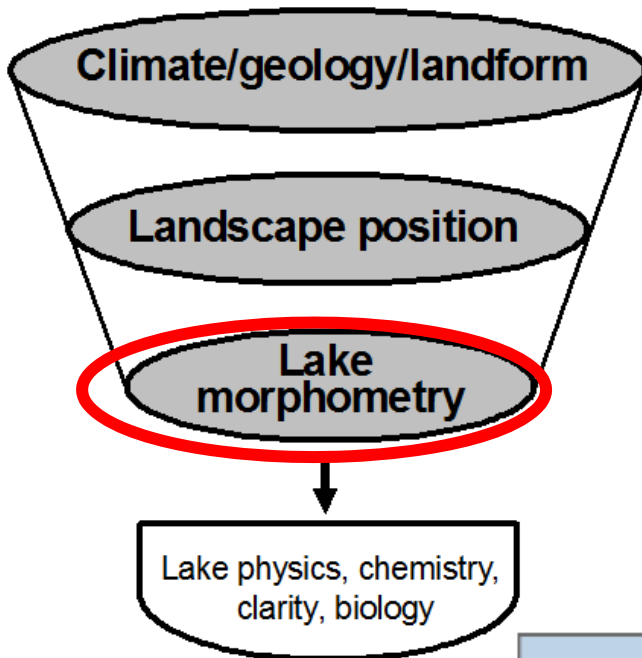 Climate/geology/landform
Landscape position
Lake
morphometry
Lake physics, chemistry,
clarity, biology